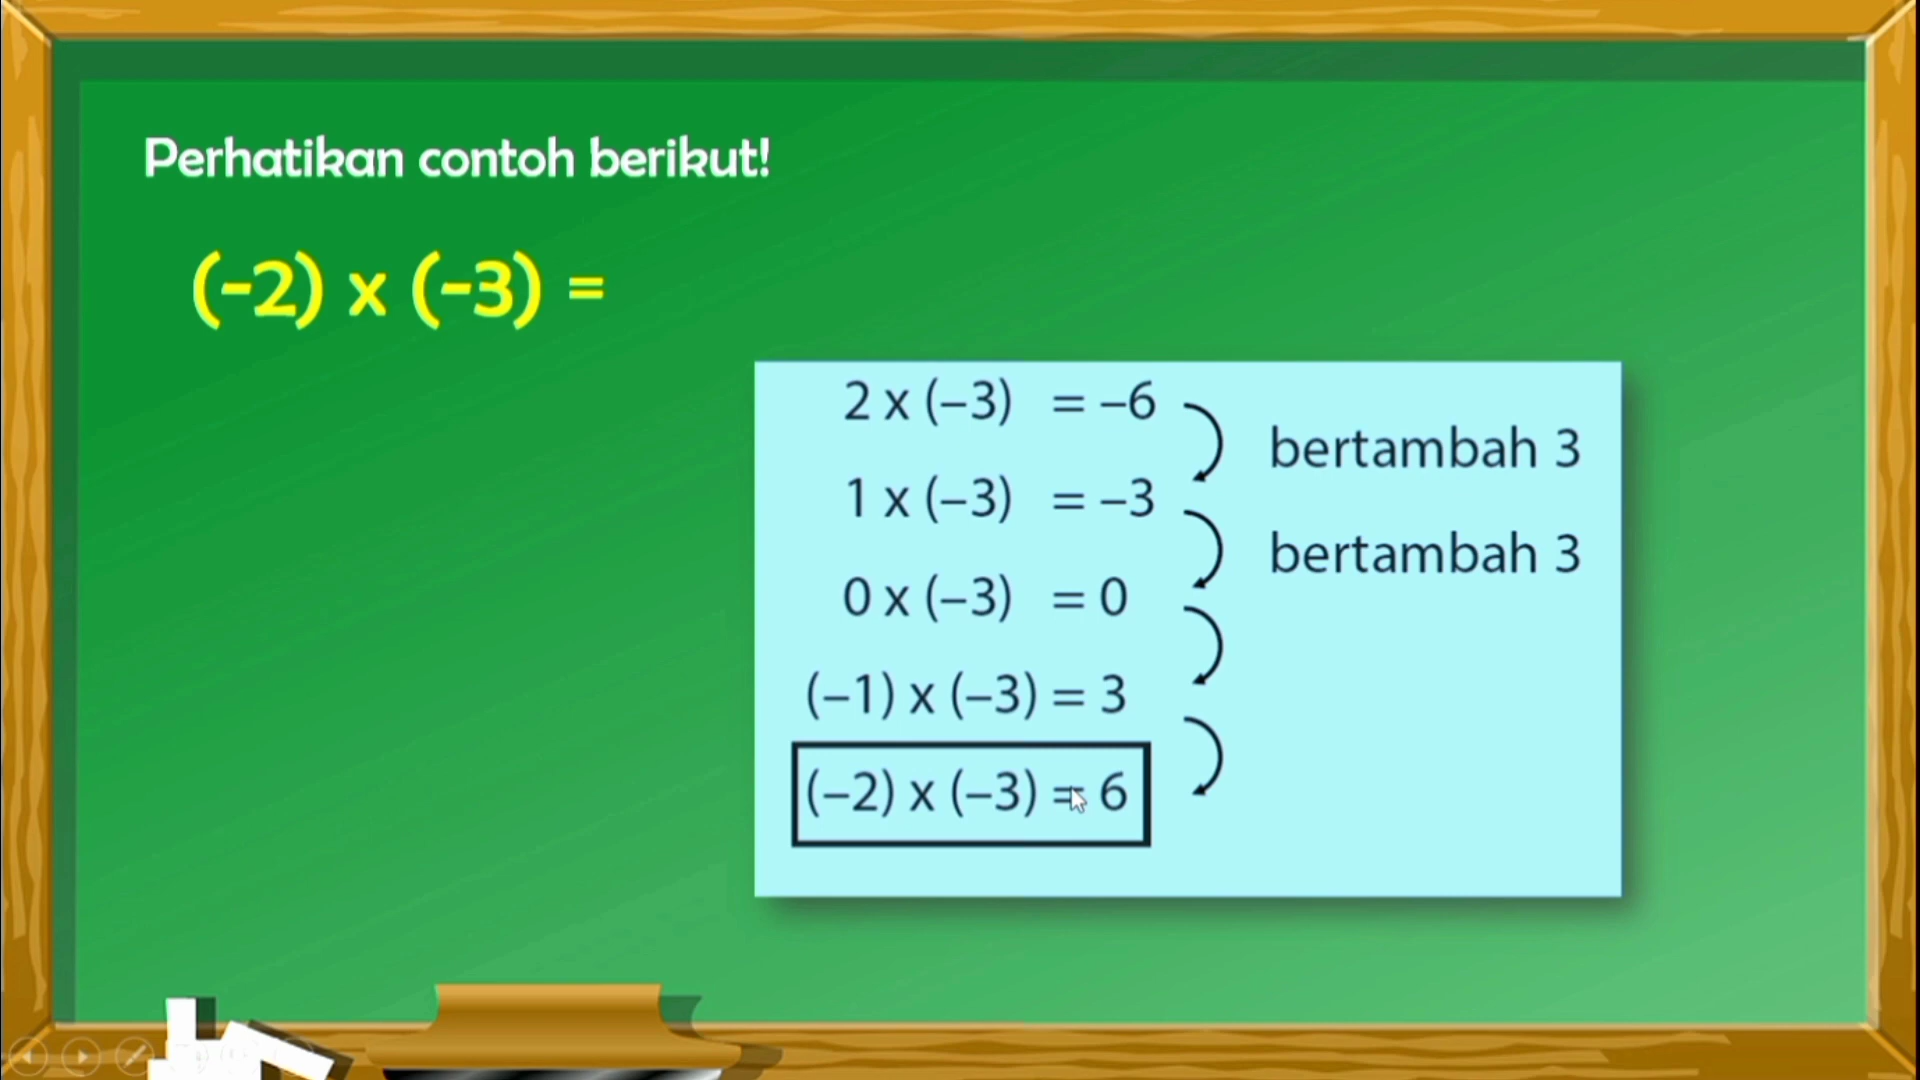 Perhatikan contoh berikut!
(-2) x (-3) =
2 x (–3) = –6
bertambah 3
1 x (–3) = –3
bertambah 3
0 x (–3) = 0
(–1) x (–3) = 3
(–2) x (–3) = 6